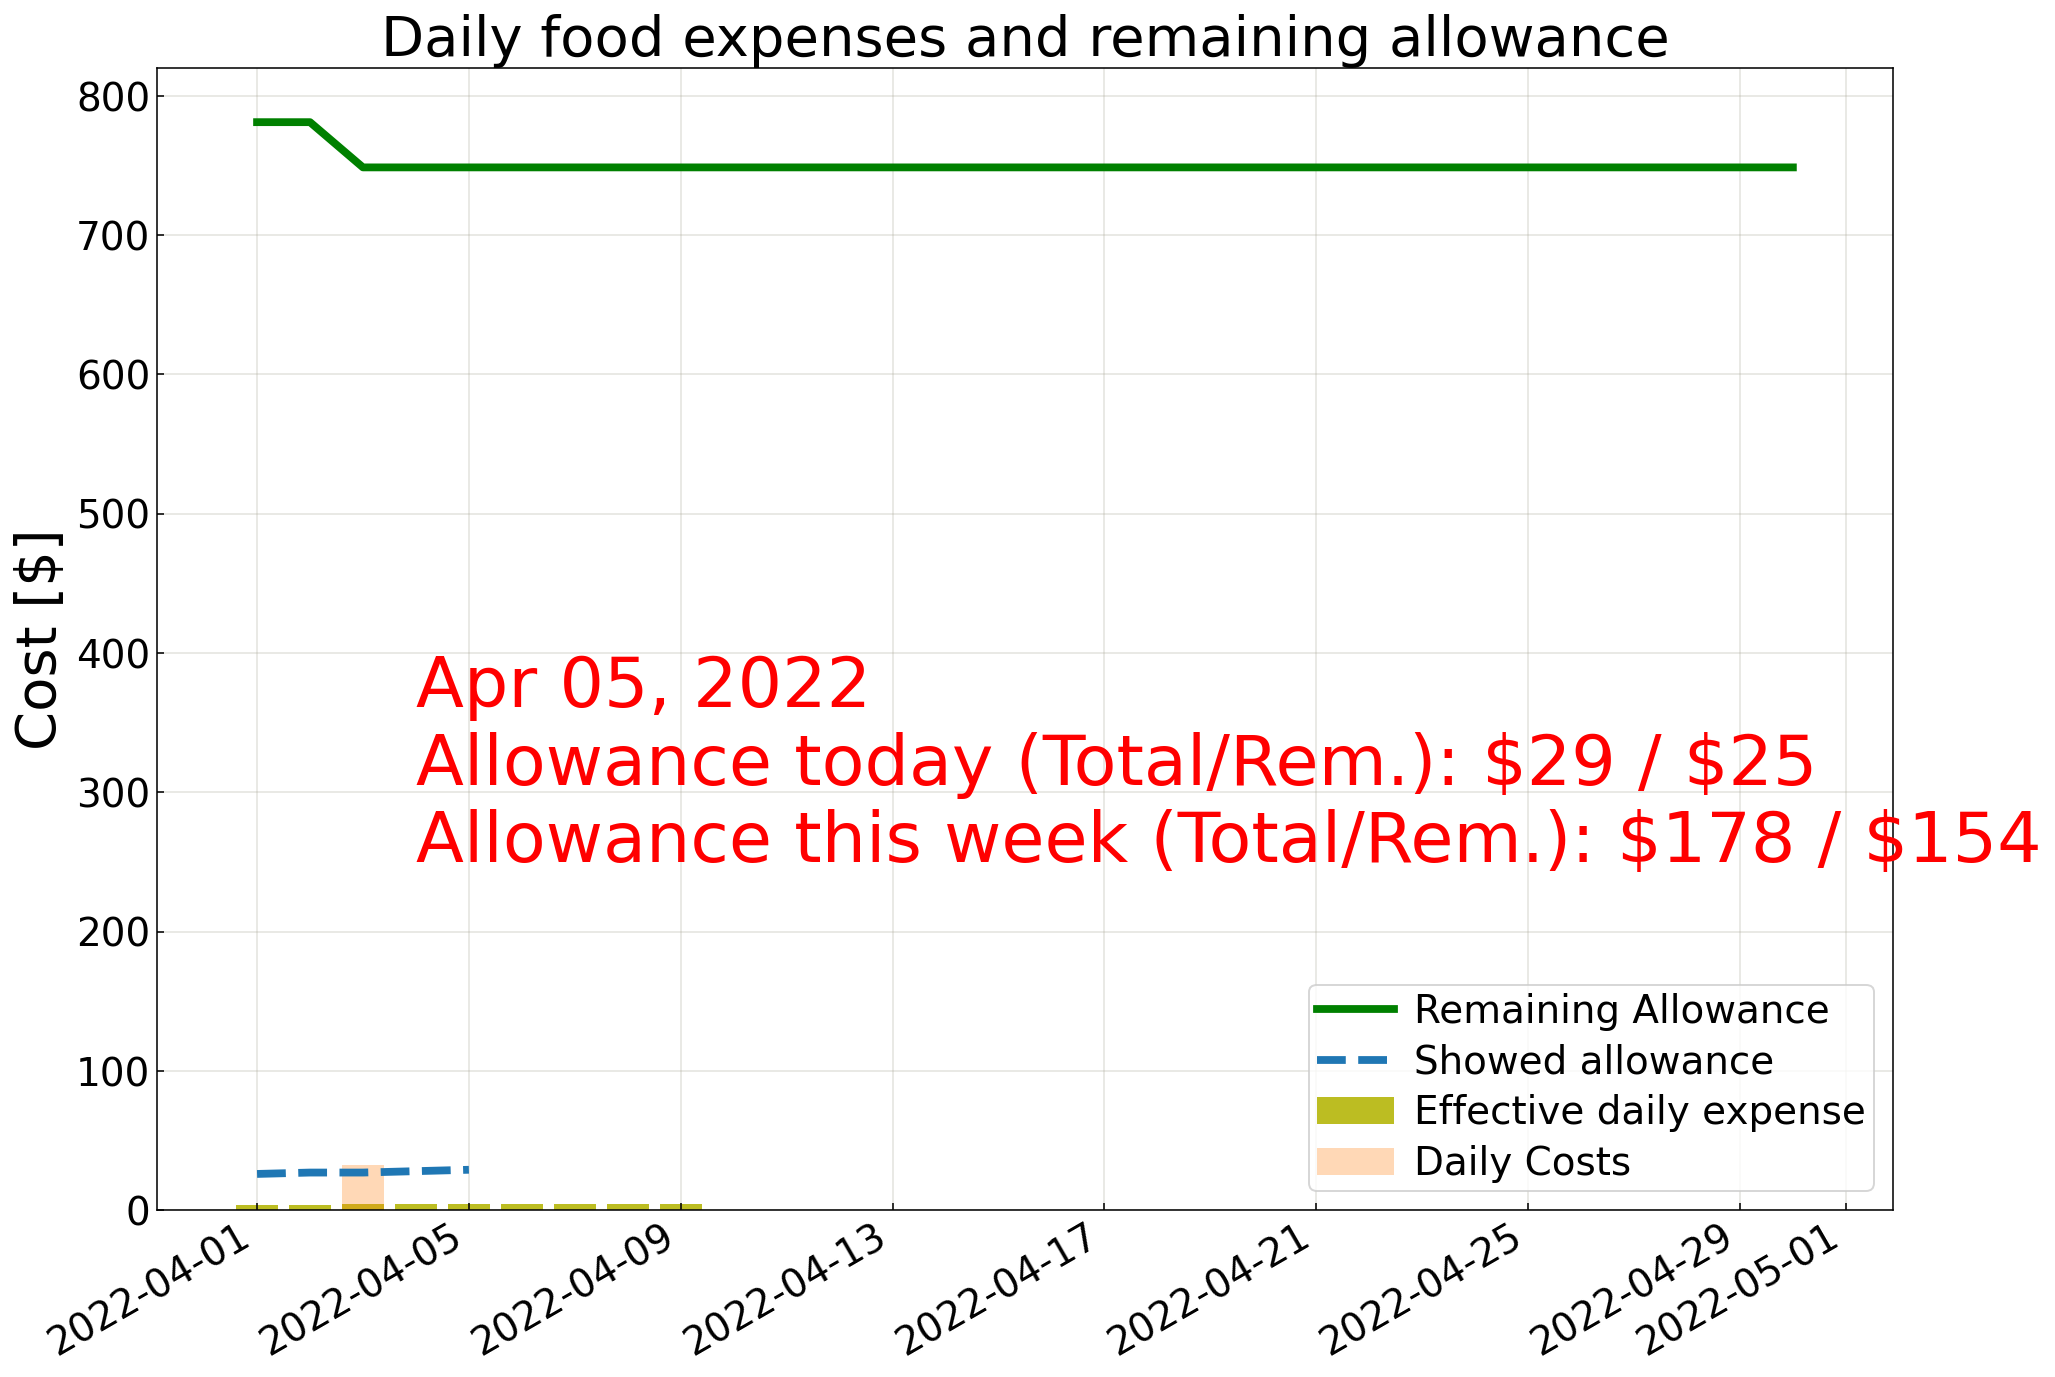 Daily food expenses and remaining allowance
Cost [$]
800
700
600
500
400
300
200
100
0
Apr 05, 2022
Allowance today (Total/Rem.): $29 / $25
Allowance this week (Total/Rem.): $178 / $154
Remaining Allowance
Showed allowance
Effective daily expense
Daily Costs
2022-04-01
2022-04-05
2022-04-09
2022-04-13
2022-04-17
2022-04-21
2022-04-25
2022-04-29
2022-05-01